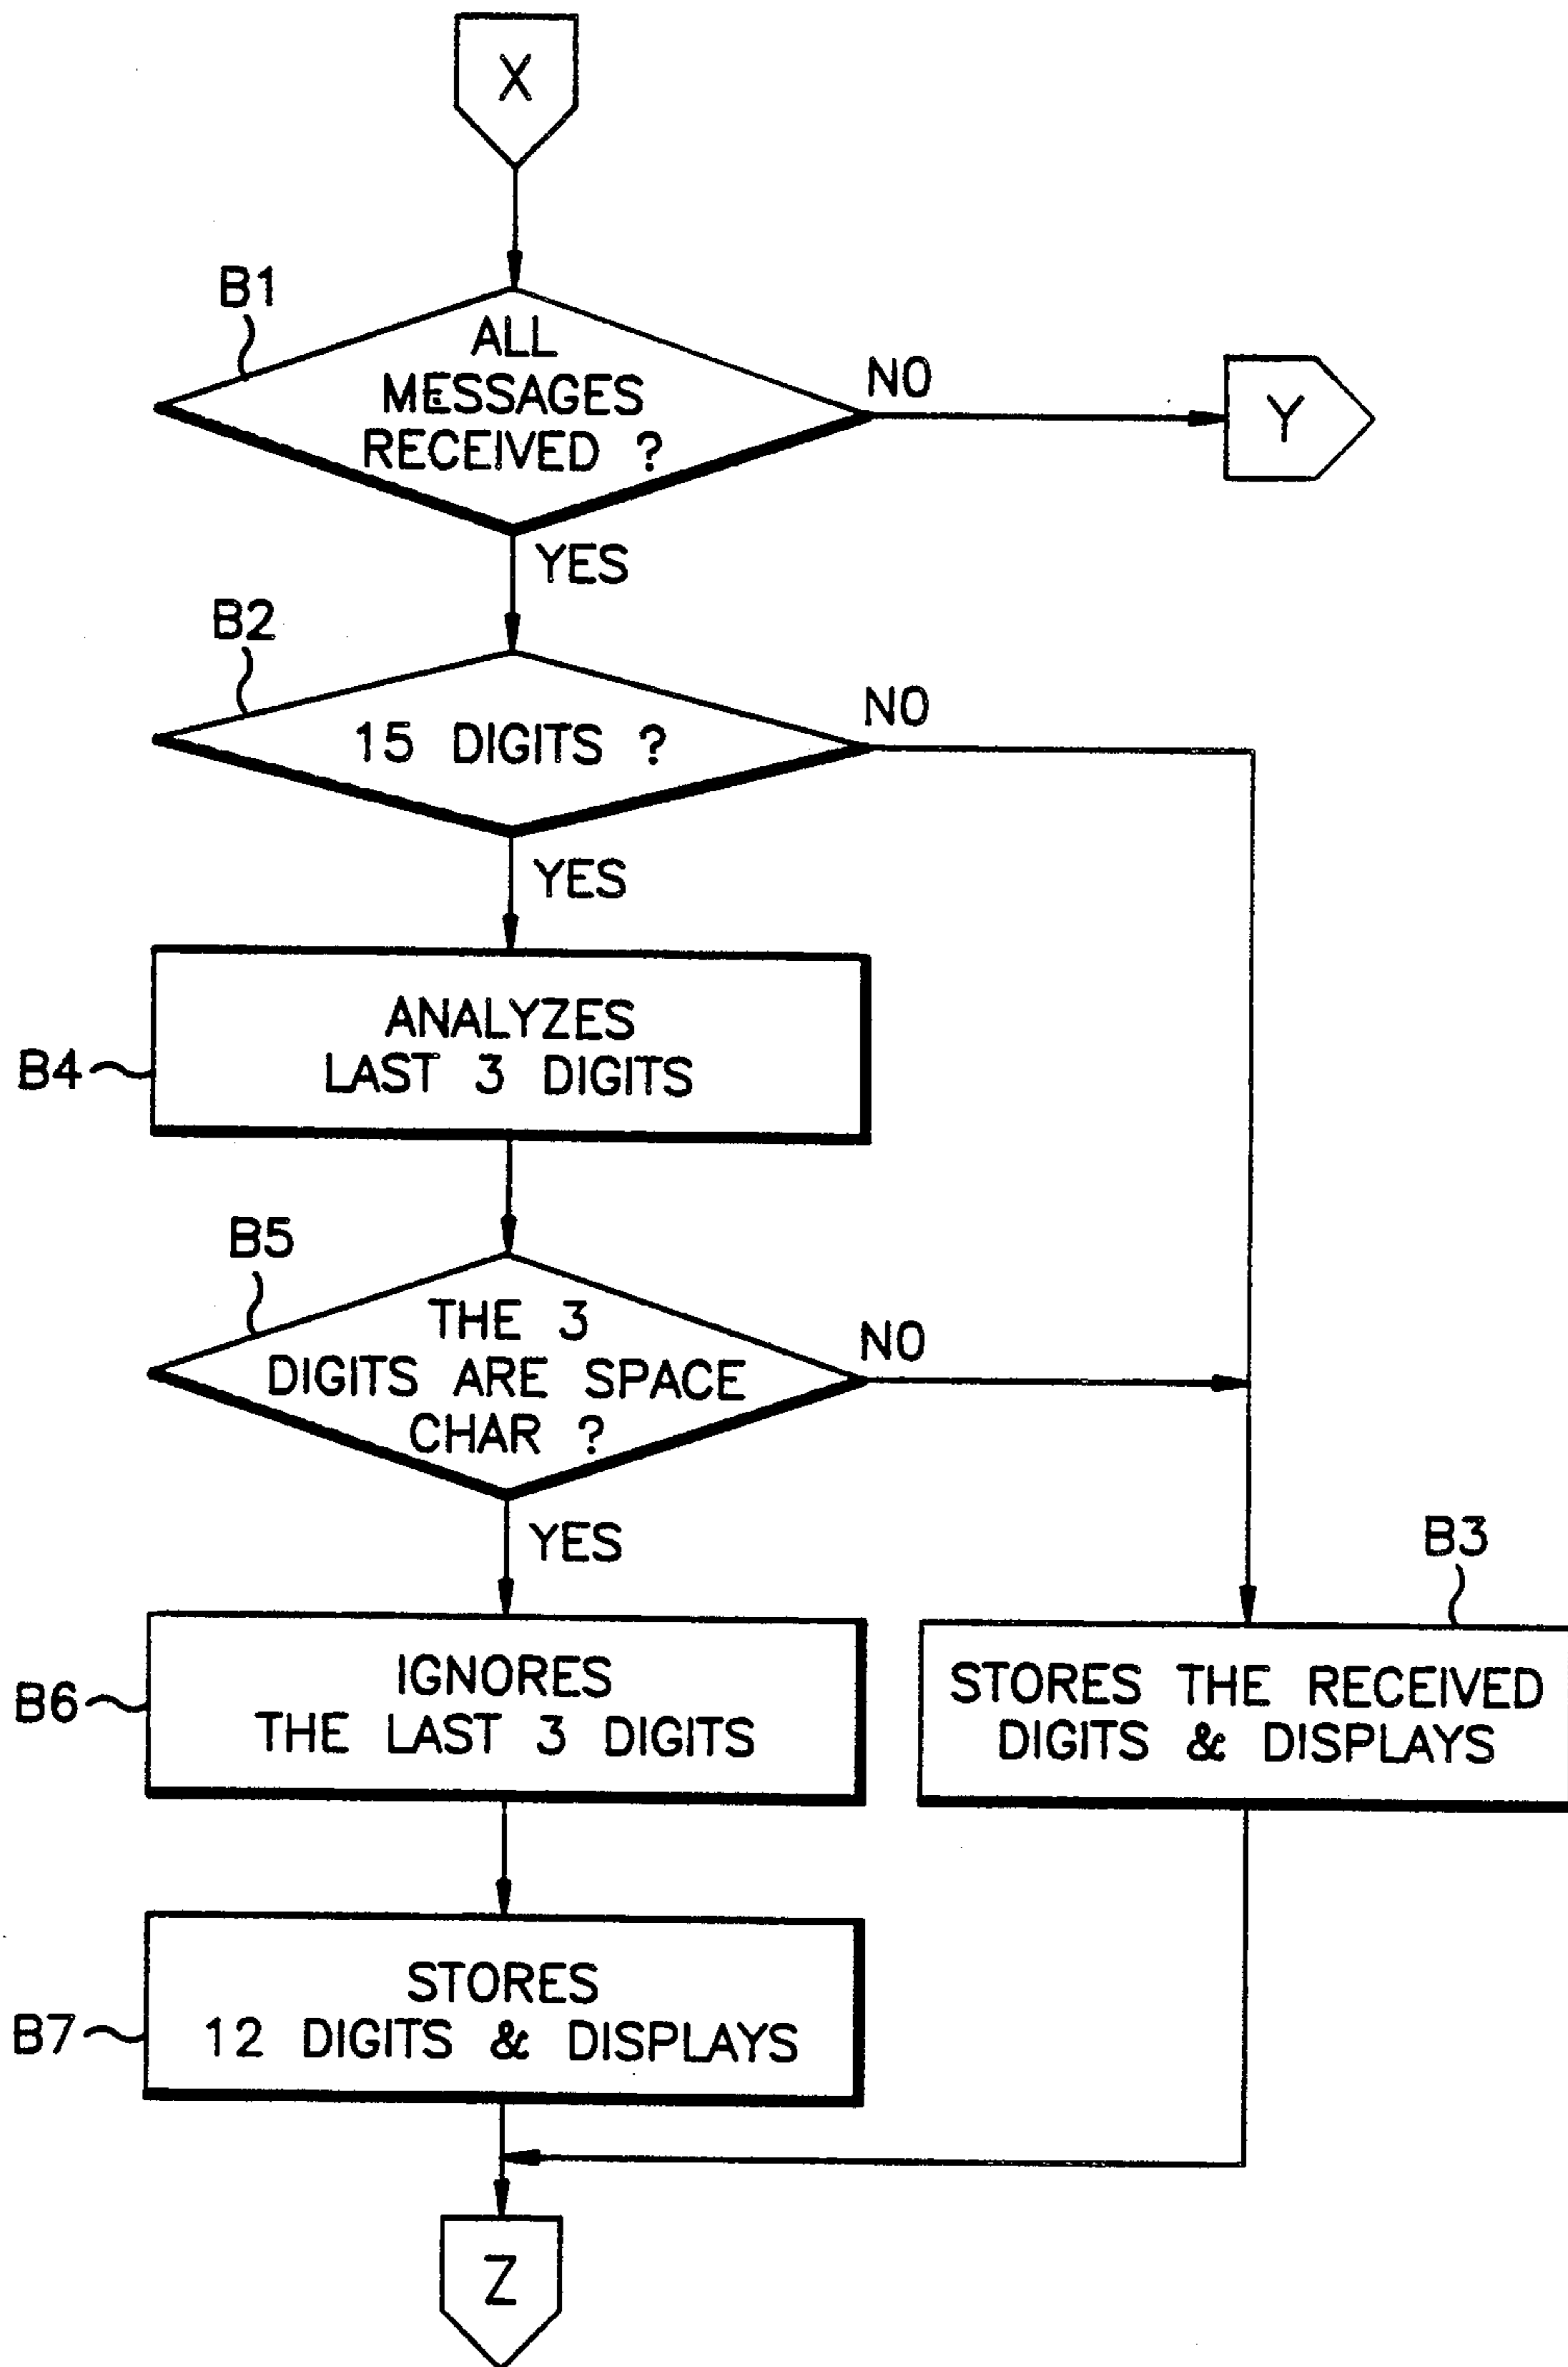 X
B1
ALL
MESSAGES
RECEIVED ?
NO
Y
YES
B2
15 DIGITS ?
NO
YES
B4
ANALYZES
LAST 3 DIGITS
B5
THE 3
DIGITS ARE SPACE
CHAR ?
NO
YES
B3
B6
IGNORES
THE LAST 3 DIGITS
STORES THE RECEIVED
DIGITS & DISPLAYS
B7
STORES
12 DIGITS & DISPLAYS
Z